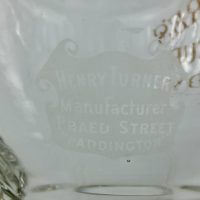 HENRY TURNER
Manufacturer
PRAED STREET
PADDINGTON